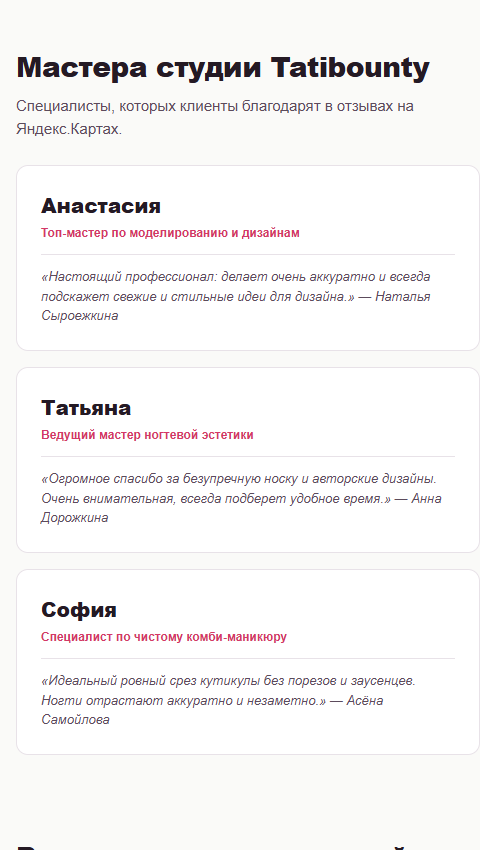 Мастера студии Tatibounty
Специалисты, которых клиенты благодарят в отзывах на
Яндекс.Картах.
Анастасия
Топ-мастер по моделированию и дизайнам
«Настоящий профессионал: делает очень аккуратно и всегда
подскажет свежие и стильные идеи для дизайна.» — Наталья
Сыроежкина
Татьяна
Ведущий мастер ногтевой эстетики
«Огромное спасибо за безупречную носку и авторские дизайны.
Очень внимательная, всегда подберет удобное время.» — Анна
Дорожкина
София
Специалист по чистому комби-маникюру
«Идеальный ровный срез кутикулы без порезов и заусенцев.
Ногти отрастают аккуратно и незаметно.» — Асёна
Самойлова